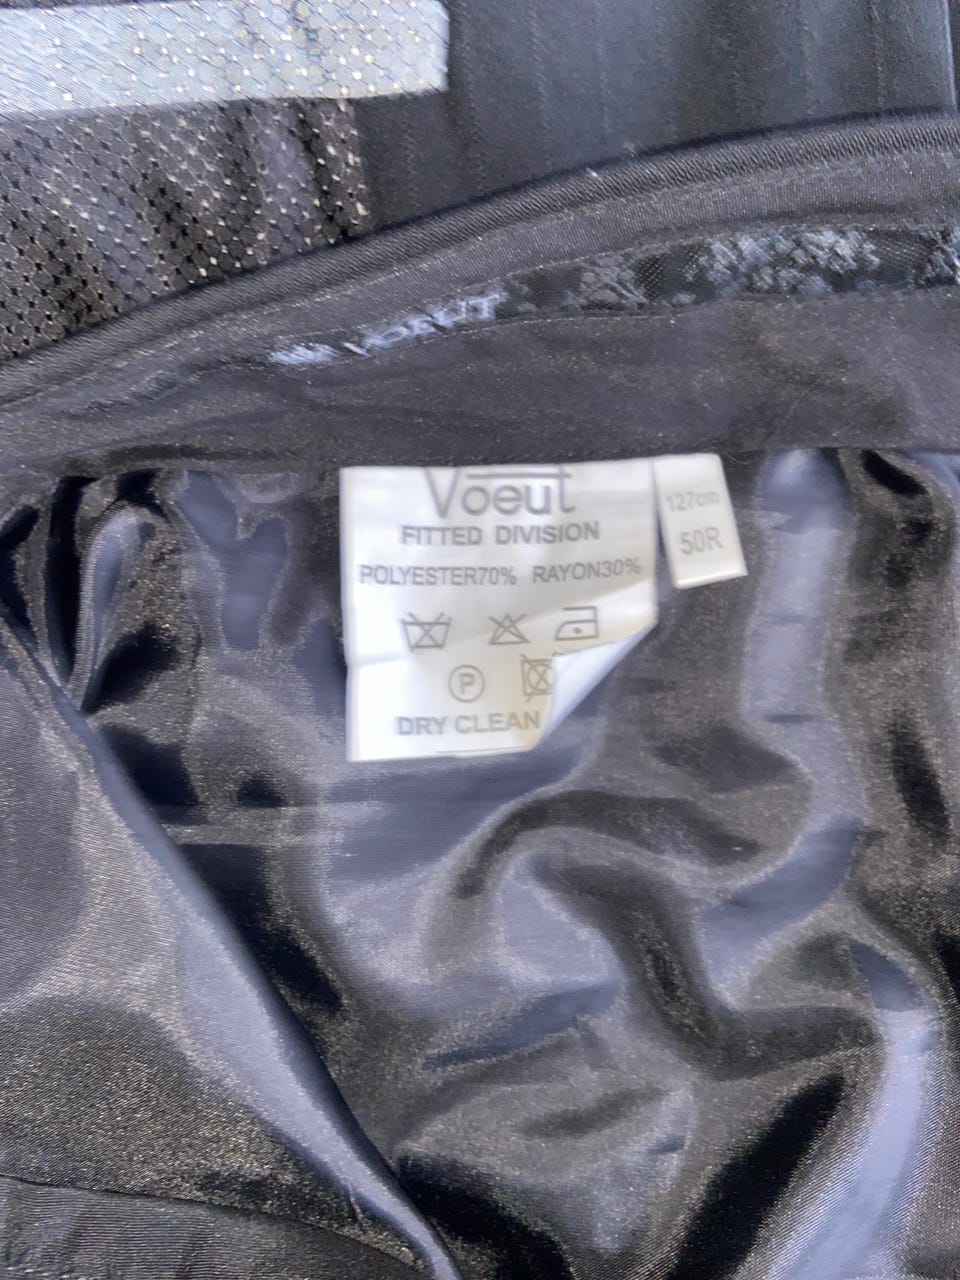 Voeut
FITTED DIVISION
POLYESTER70% RAYON30%
P
DRY CLEAN
127cm
50R